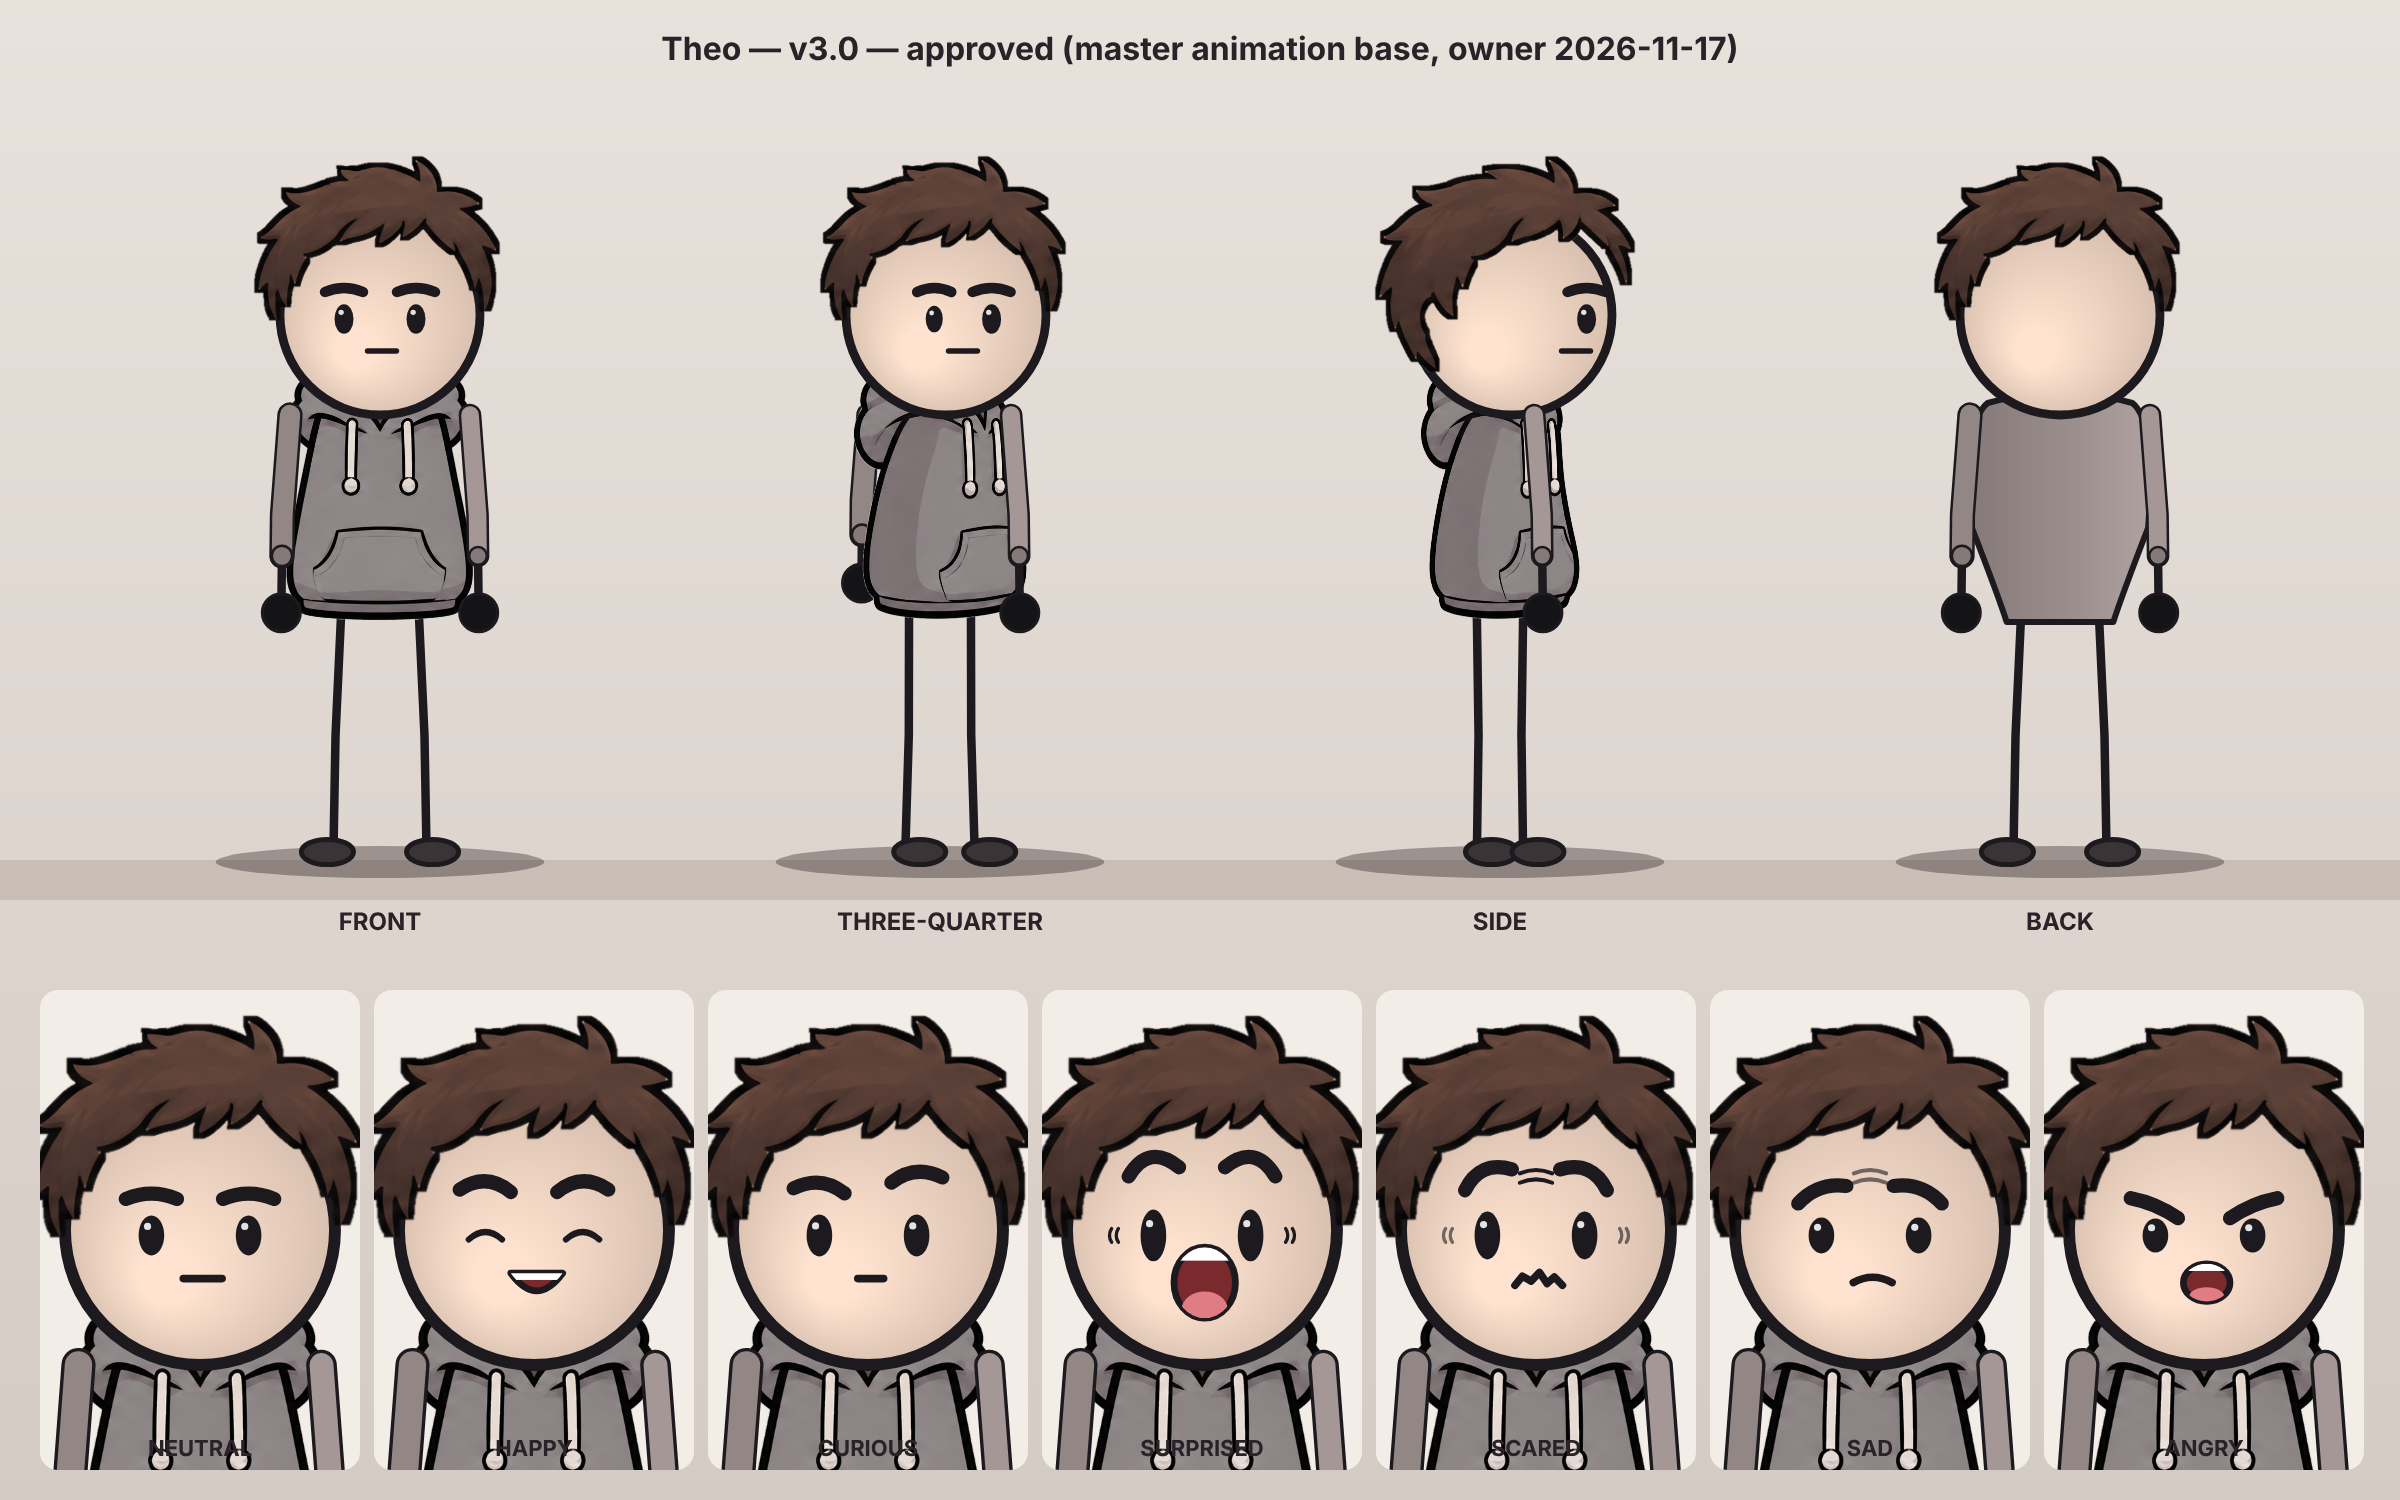 Theo — v3.0 — approved (master animation base, owner 2026-11-17)
FRONT
THREE-QUARTER
SIDE
BACK
NEUTRAL
HAPPY
CURIOUS
SURPRISED
SCARED
SAD
ANGRY